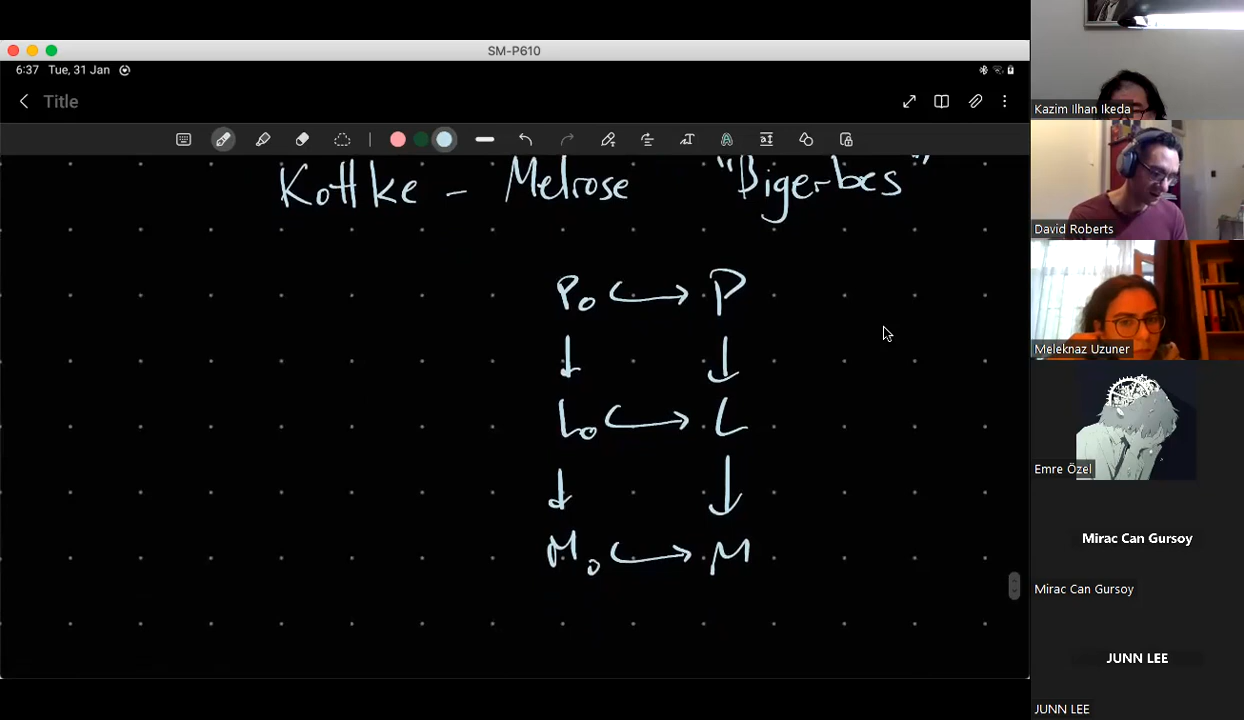 SM-P610
6:37 Tue, 31 Jan
Title
Kottke - Melrose "Bigerbes"
P₀ ↪ P
↓ ↓
L₀ ↪ L
↓ ↓
M₀ ↪ M
Kazim Ilhan Ikeda
David Roberts
Meleknaz Uzuner
Emre Özel
Mirac Can Gursoy
Mirac Can Gursoy
JUNN LEE
JUNN LEE